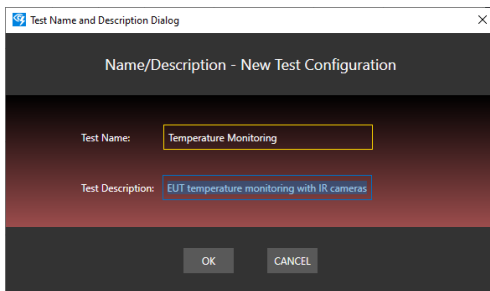 Test Name and Description Dialog
Name/Description - New Test Configuration
Test Name: Temperature Monitoring
Test Description: EUT temperature monitoring with IR cameras
OK CANCEL